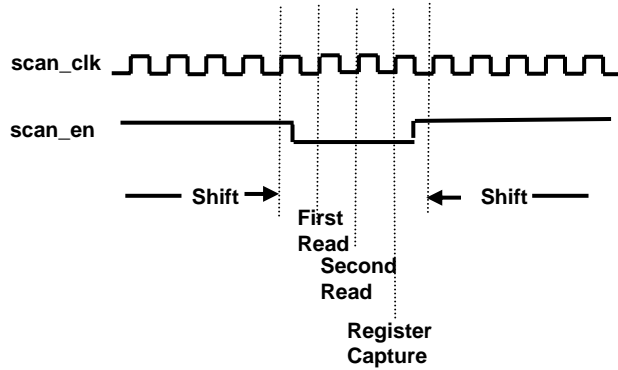 scan_clk
scan_en
Shift
Shift
First
Read
Second
Read
Register
Capture